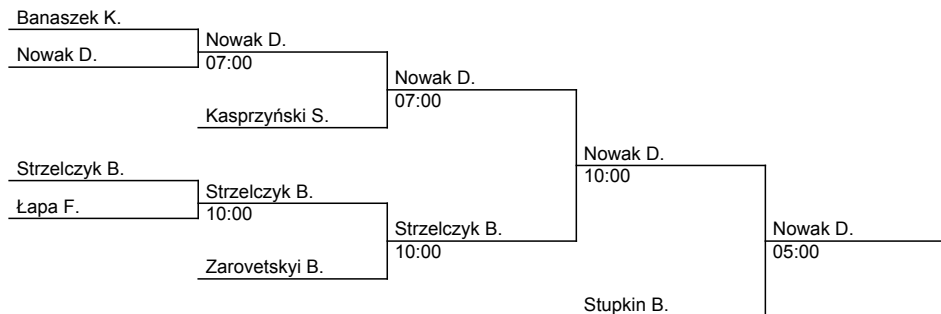 Banaszek K.
Nowak D.
Nowak D.
07:00
Nowak D.
07:00
Kasprzyński S.
Nowak D.
10:00
Strzelczyk B.
Strzelczyk B.
10:00
Łapa F.
Nowak D.
05:00
Strzelczyk B.
10:00
Zarovetskyi B.
Stupkin B.